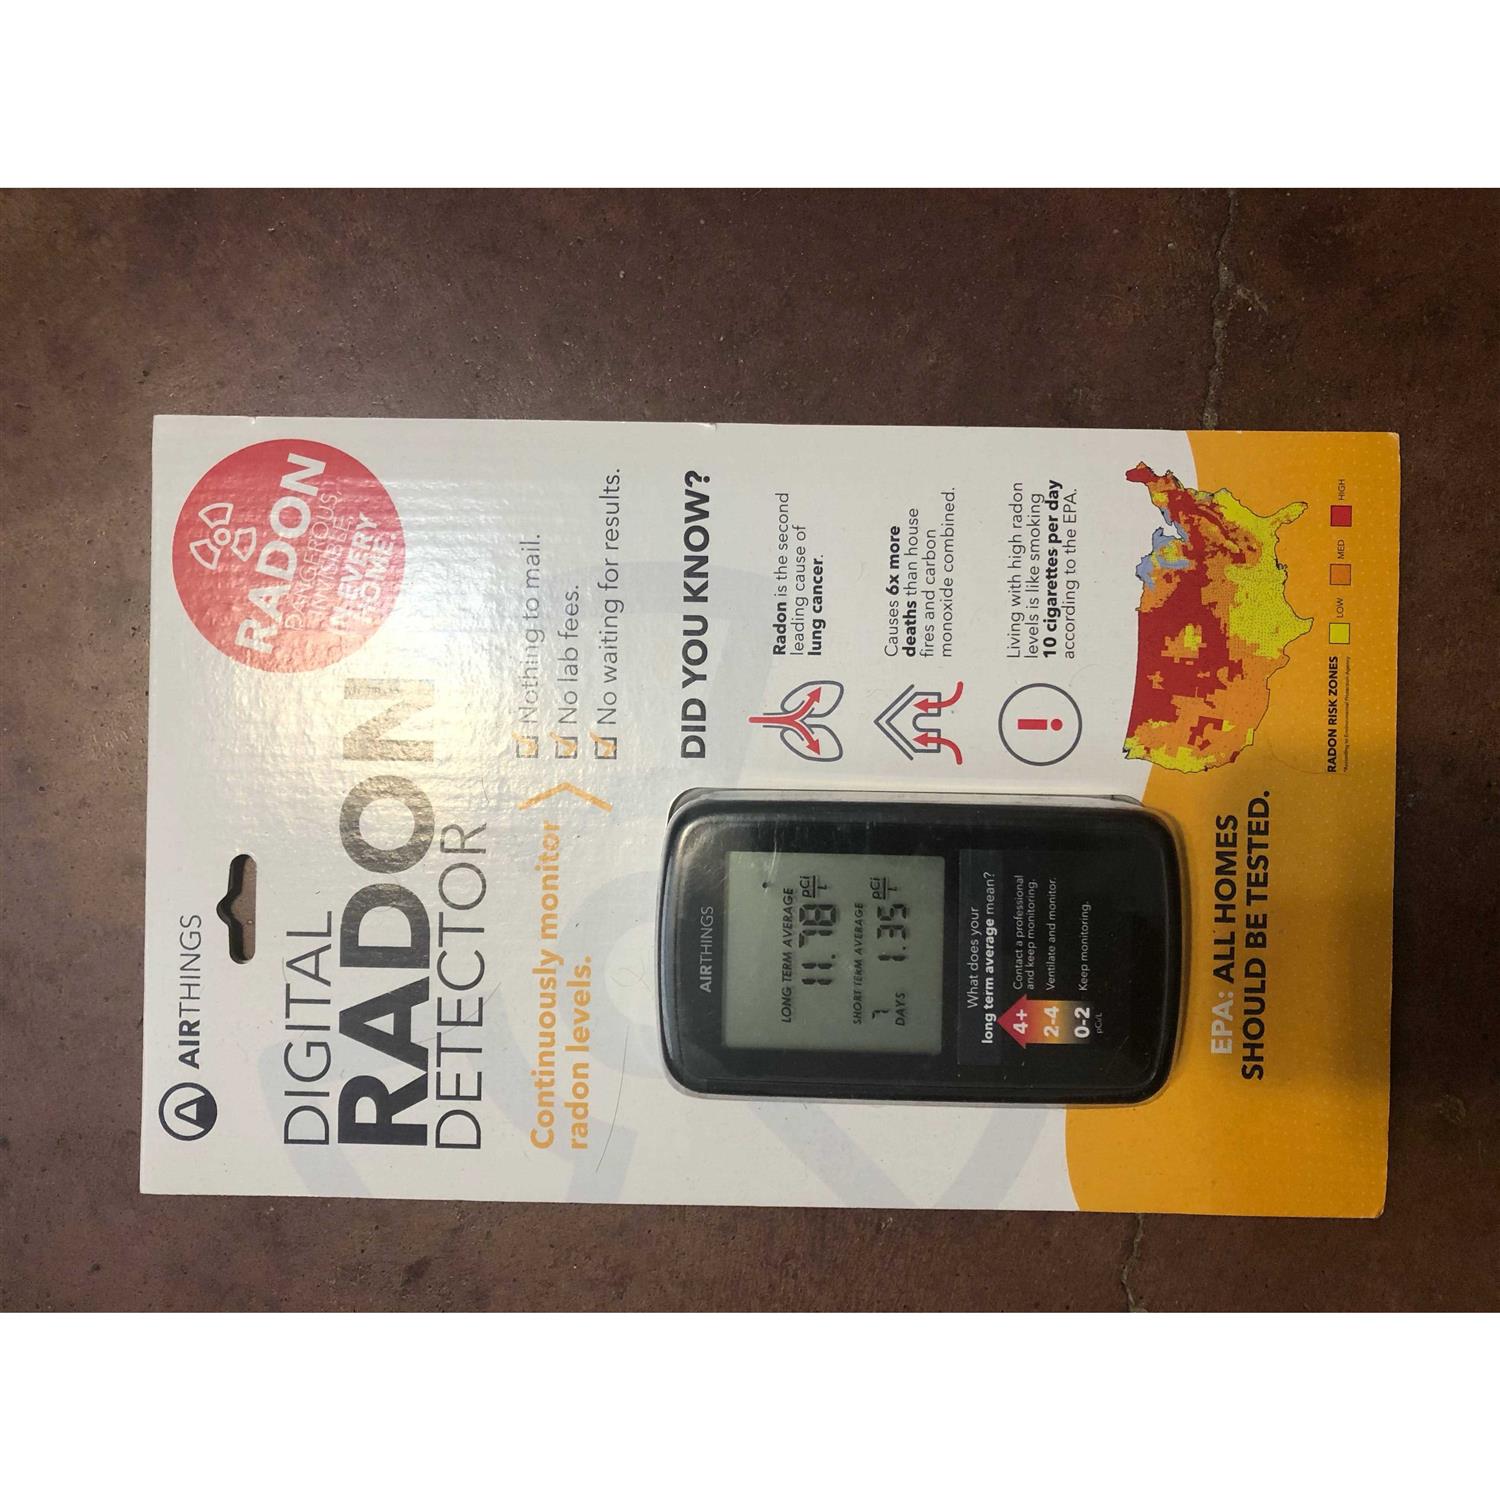 AIRTHINGS
RADON
DANGEROUS,
INVISIBLE,
IN EVERY
HOME.
DIGITAL
RADON
DETECTOR
Continuously monitor
radon levels.
Nothing to mail.
No lab fees.
No waiting for results.
DID YOU KNOW?
Radon is the second
leading cause of
lung cancer.
Causes 6x more
deaths than house
fires and carbon
monoxide combined.
Living with high radon
levels is like smoking
10 cigarettes per day
according to the EPA.
AIRTHINGS
LONG TERM AVERAGE
11.78 pCi/L
SHORT TERM AVERAGE
7 DAYS 1.35 pCi/L
What does your
long term average mean?
4+ Contact a professional
and keep monitoring.
2-4 Ventilate and monitor.
0-2 Keep monitoring.
pCi/L
EPA: ALL HOMES
SHOULD BE TESTED.
RADON RISK ZONES LOW MED HIGH
*According to Environmental Protection Agency